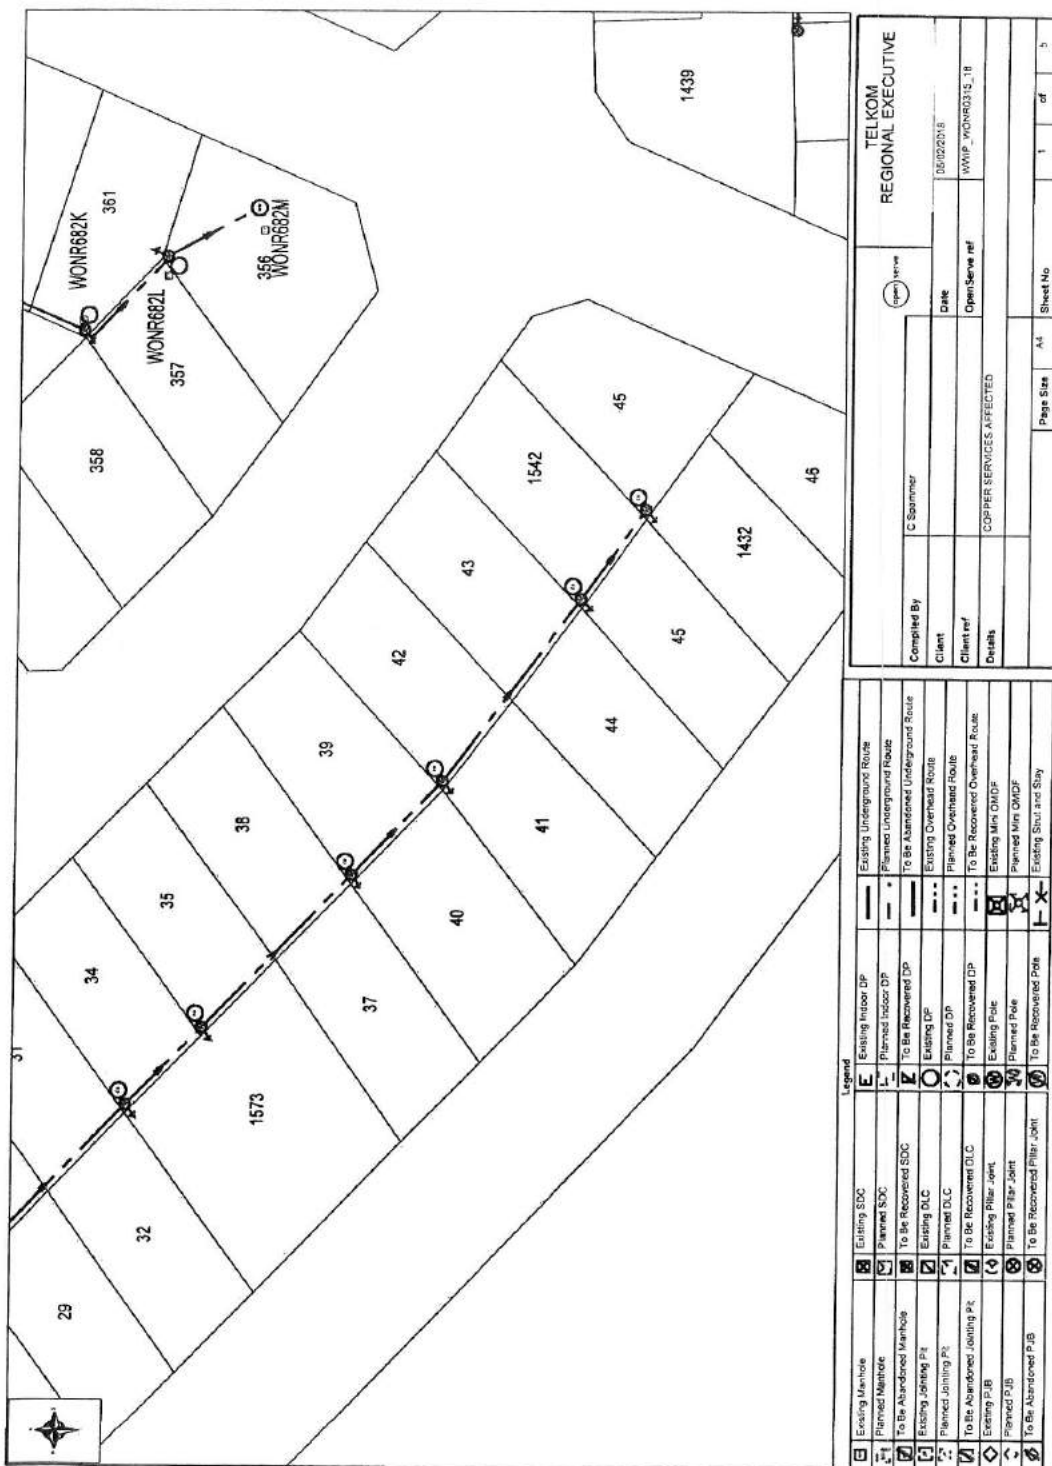 29
32
1573
37
40
41
44
45
1432
46
31
34
35
38
39
42
43
1542
45
358
357
WONR682L
WONR682K
361
356
WONR682M
1439
Legend
Existing Manhole
Planned Manhole
To Be Abandoned Manhole
Existing Jointing Pit
Planned Jointing Pit
To Be Abandoned Jointing Pit
Existing PJB
Planned PJB
To Be Abandoned PJB
Existing SDC
Planned SDC
To Be Recovered SDC
Existing DLC
Planned DLC
To Be Recovered DLC
Existing Pillar Joint
Planned Pillar Joint
To Be Recovered Pillar Joint
Existing Indoor DP
Planned Indoor DP
To Be Recovered DP
Existing DP
Planned DP
To Be Recovered DP
Existing Pole
Planned Pole
To Be Recovered Pole
Existing Underground Route
Planned Underground Route
To Be Abandoned Underground Route
Existing Overhead Route
Planned Overhead Route
To Be Recovered Overhead Route
Existing Mini OMDF
Planned Mini OMDF
Existing Strut and Stay
open serve
TELKOM
REGIONAL EXECUTIVE
Compiled By
Client
Date
Client ref
OpenServe ref
Details
COPPER SERVICES AFFECTED
Page Size A4 Sheet No 1 of 5